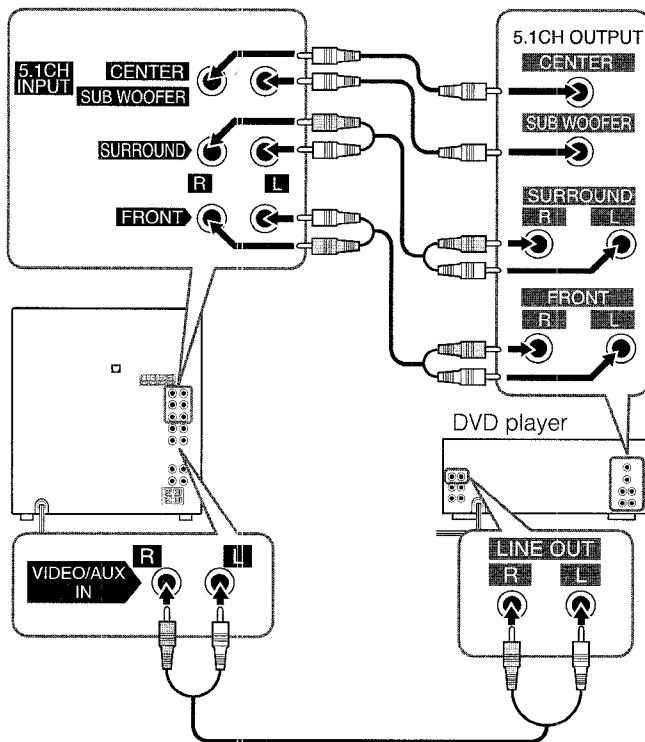 5.1CH
INPUT
CENTER
SUB WOOFER
SURROUND
R L
FRONT
5.1CH OUTPUT
CENTER
SUB WOOFER
SURROUND
R L
FRONT
R L
DVD player
VIDEO/AUX
IN
R L
LINE OUT
R L